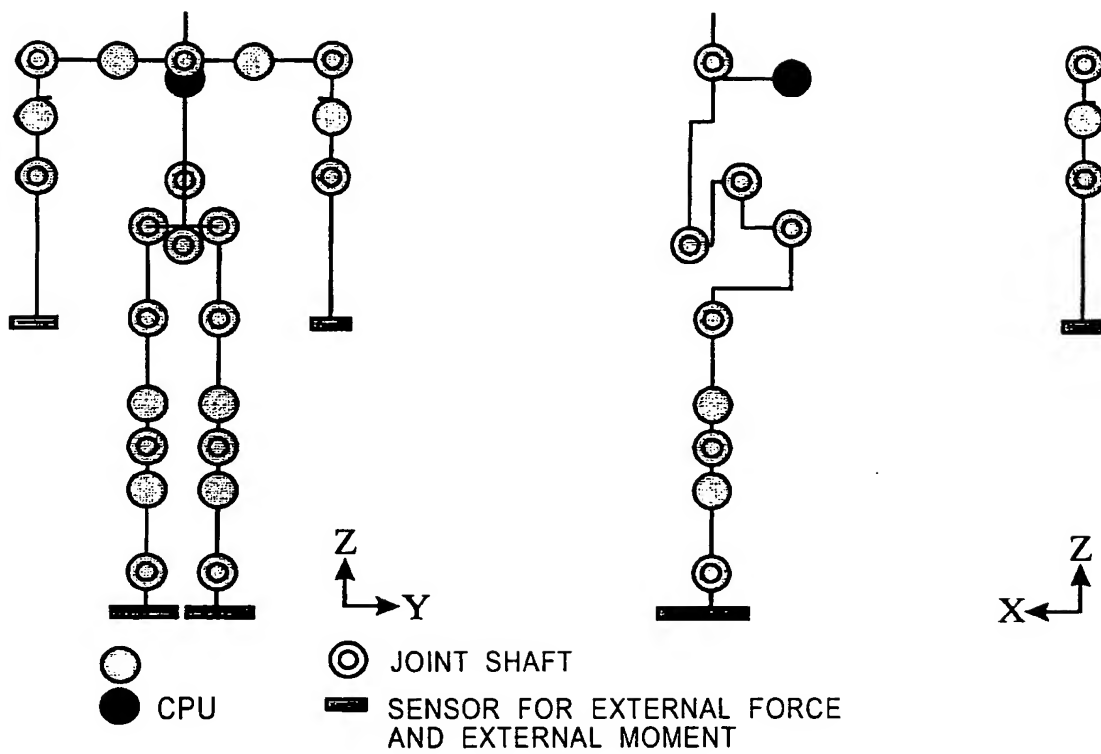 Z
Y
Z
X
JOINT SHAFT
CPU
SENSOR FOR EXTERNAL FORCE
AND EXTERNAL MOMENT